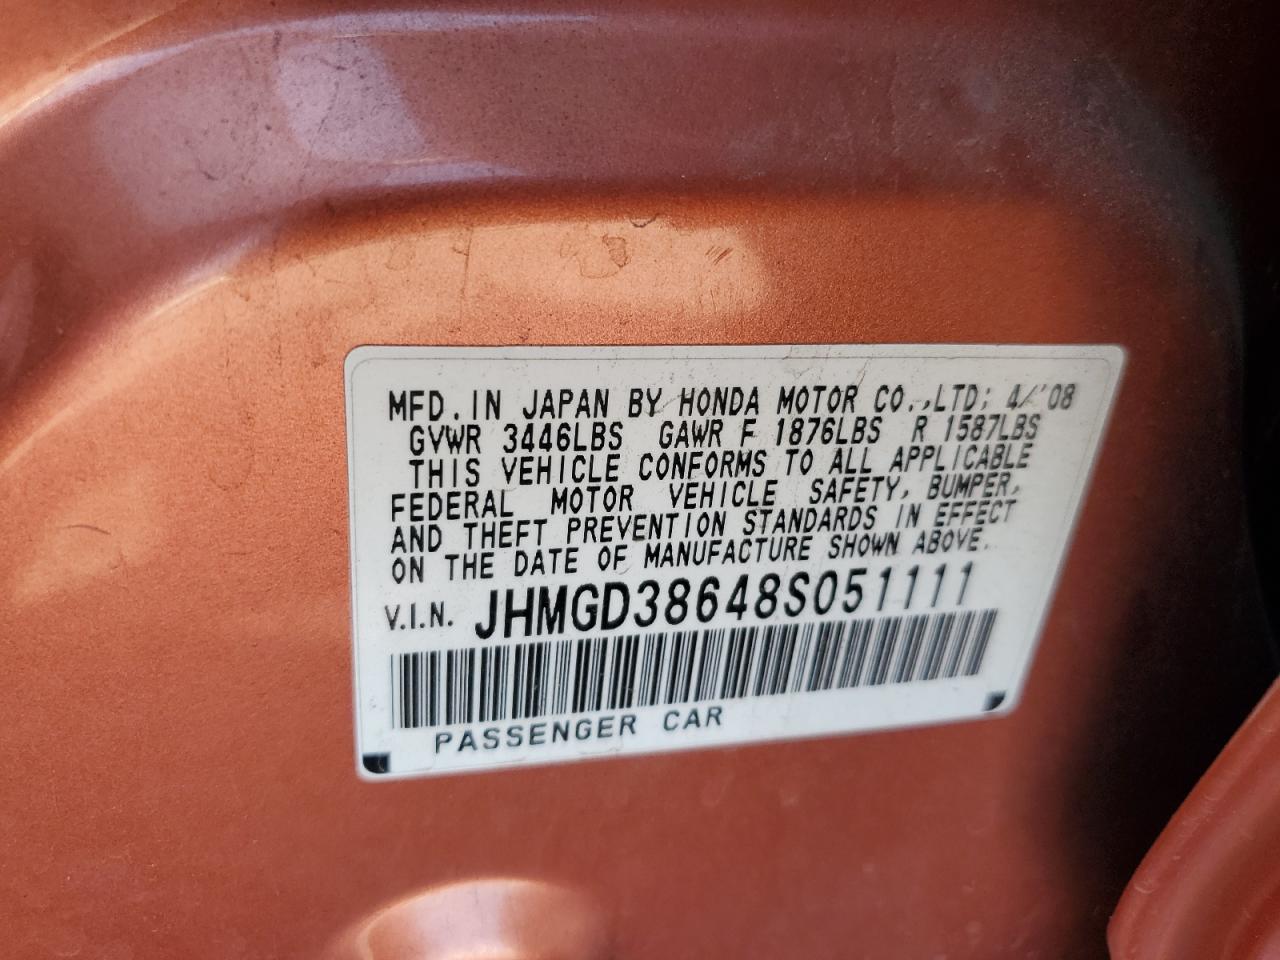 MFD. IN JAPAN BY HONDA MOTOR CO., LTD; 4/'08
GVWR 3446LBS GAWR F 1876LBS R 1587LBS
THIS VEHICLE CONFORMS TO ALL APPLICABLE
FEDERAL MOTOR VEHICLE SAFETY, BUMPER,
AND THEFT PREVENTION STANDARDS IN EFFECT
ON THE DATE OF MANUFACTURE SHOWN ABOVE.
V.I.N. JHMGD38648S051111
PASSENGER CAR